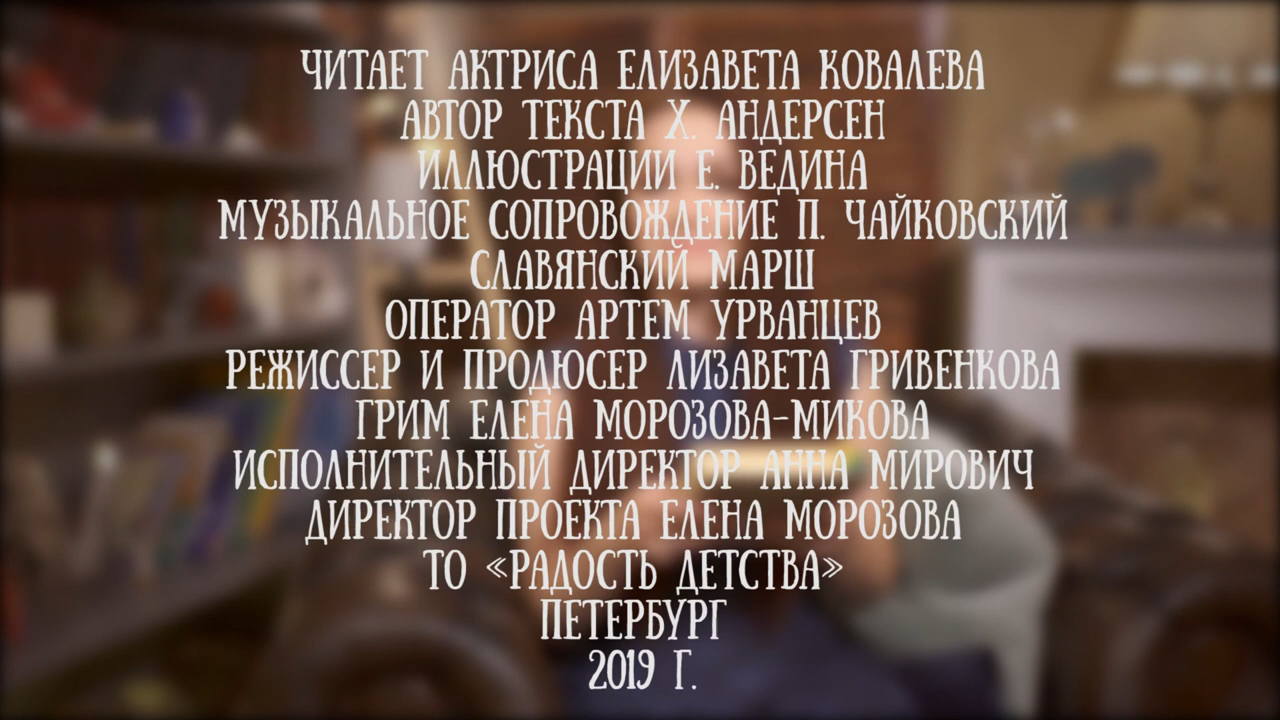 ЧИТАЕТ АКТРИСА ЕЛИЗАВЕТА КОВАЛЕВА
АВТОР ТЕКСТА Х. АНДЕРСЕН
ИЛЛЮСТРАЦИИ Е. ВЕДИНА
МУЗЫКАЛЬНОЕ СОПРОВОЖДЕНИЕ П. ЧАЙКОВСКИЙ
СЛАВЯНСКИЙ МАРШ
ОПЕРАТОР АРТЕМ УРВАНЦЕВ
РЕЖИССЕР И ПРОДЮСЕР ЛИЗАВЕТА ГРИВЕНКОВА
ГРИМ ЕЛЕНА МОРОЗОВА-МИКОВА
ИСПОЛНИТЕЛЬНЫЙ ДИРЕКТОР АННА МИРОВИЧ
ДИРЕКТОР ПРОЕКТА ЕЛЕНА МОРОЗОВА
ТО «РАДОСТЬ ДЕТСТВА»
ПЕТЕРБУРГ
2019 Г.